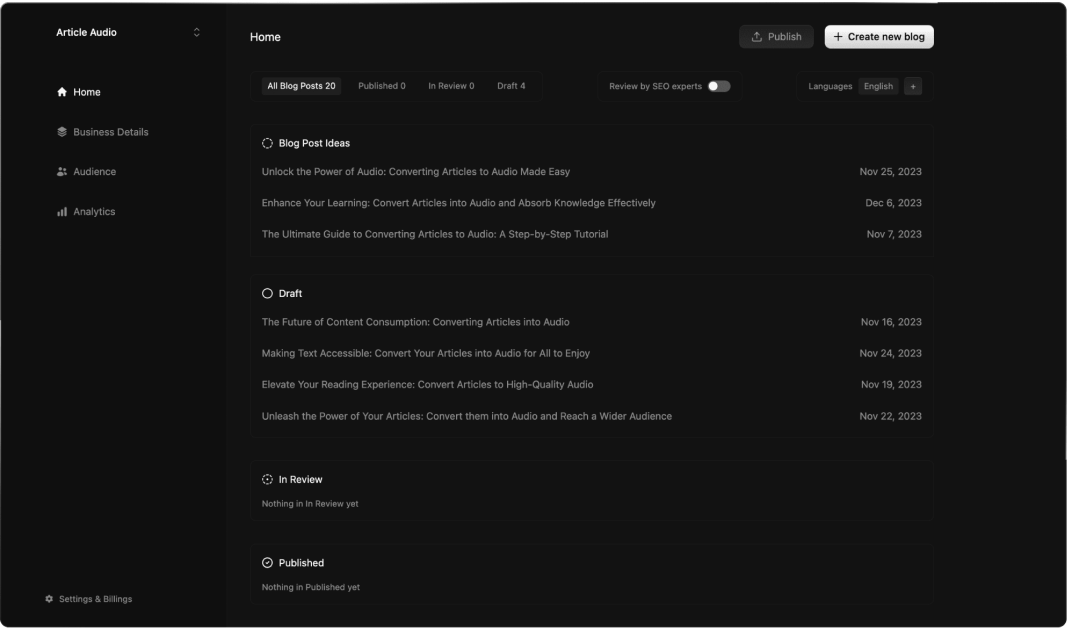 Article Audio
Home
Business Details
Audience
Analytics
Settings & Billings
Home
Publish
+ Create new blog
All Blog Posts 20
Published 0
In Review 0
Draft 4
Review by SEO experts
Languages
English
+
Blog Post Ideas
Unlock the Power of Audio: Converting Articles to Audio Made Easy Nov 25, 2023
Enhance Your Learning: Convert Articles into Audio and Absorb Knowledge Effectively Dec 6, 2023
The Ultimate Guide to Converting Articles to Audio: A Step-by-Step Tutorial Nov 7, 2023
Draft
The Future of Content Consumption: Converting Articles into Audio Nov 16, 2023
Making Text Accessible: Convert Your Articles into Audio for All to Enjoy Nov 24, 2023
Elevate Your Reading Experience: Convert Articles to High-Quality Audio Nov 19, 2023
Unleash the Power of Your Articles: Convert them into Audio and Reach a Wider Audience Nov 22, 2023
In Review
Nothing in In Review yet
Published
Nothing in Published yet